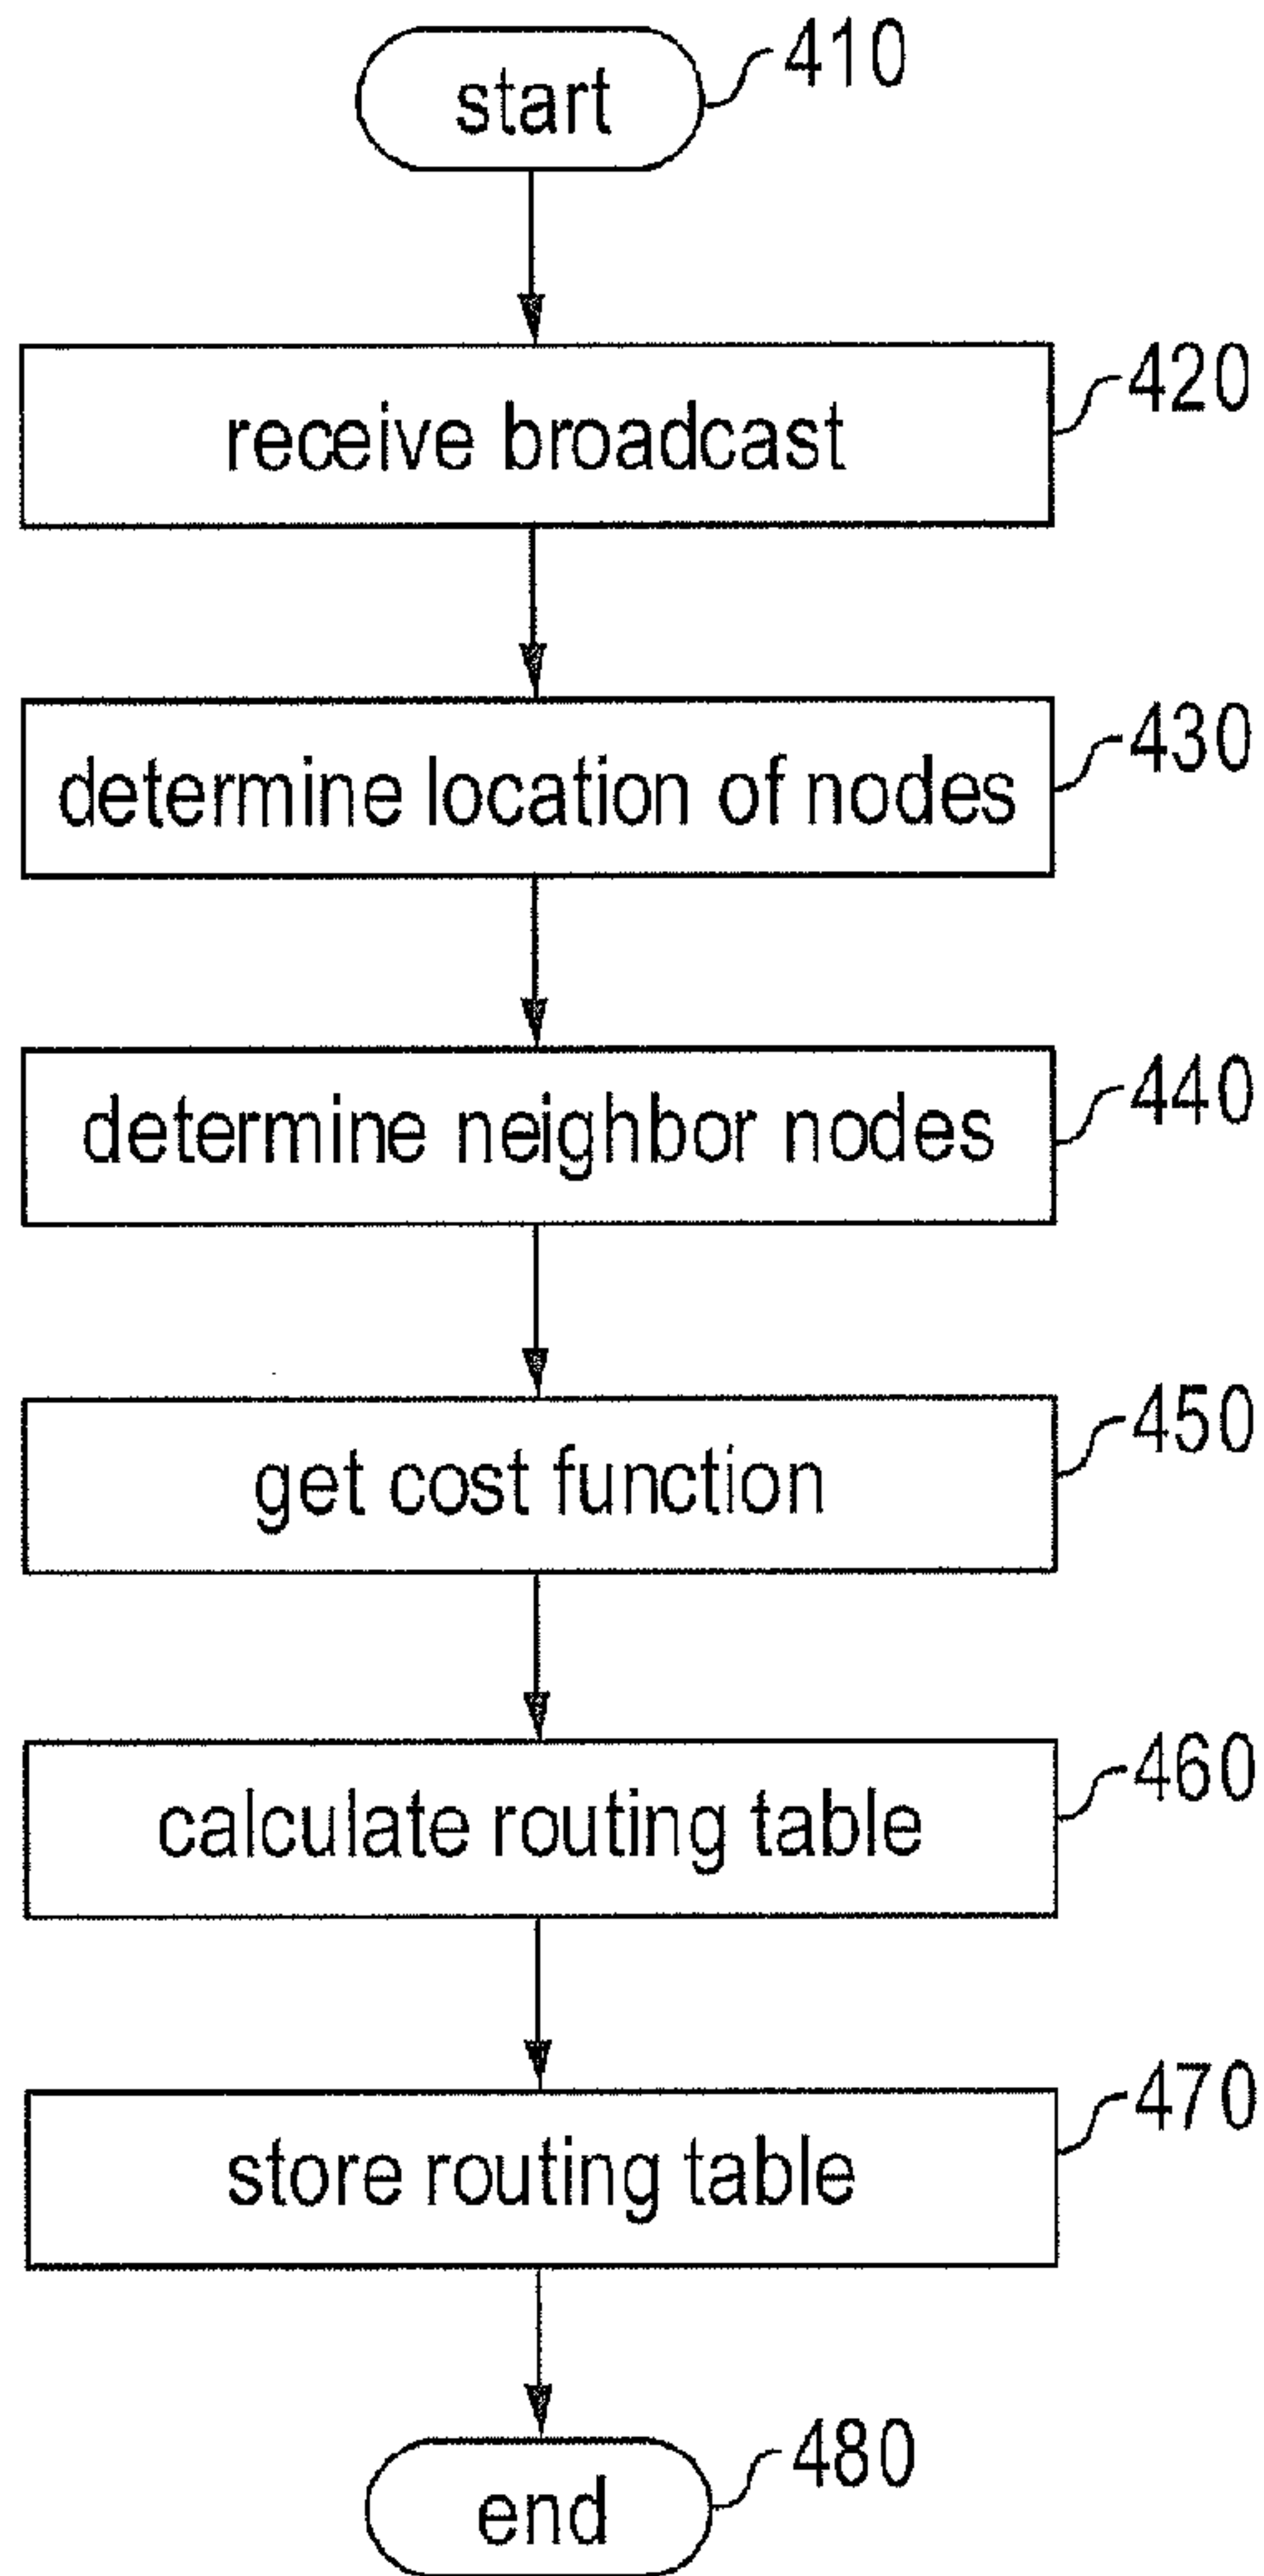 start
410
receive broadcast
420
determine location of nodes
430
determine neighbor nodes
440
get cost function
450
calculate routing table
460
store routing table
470
end
480